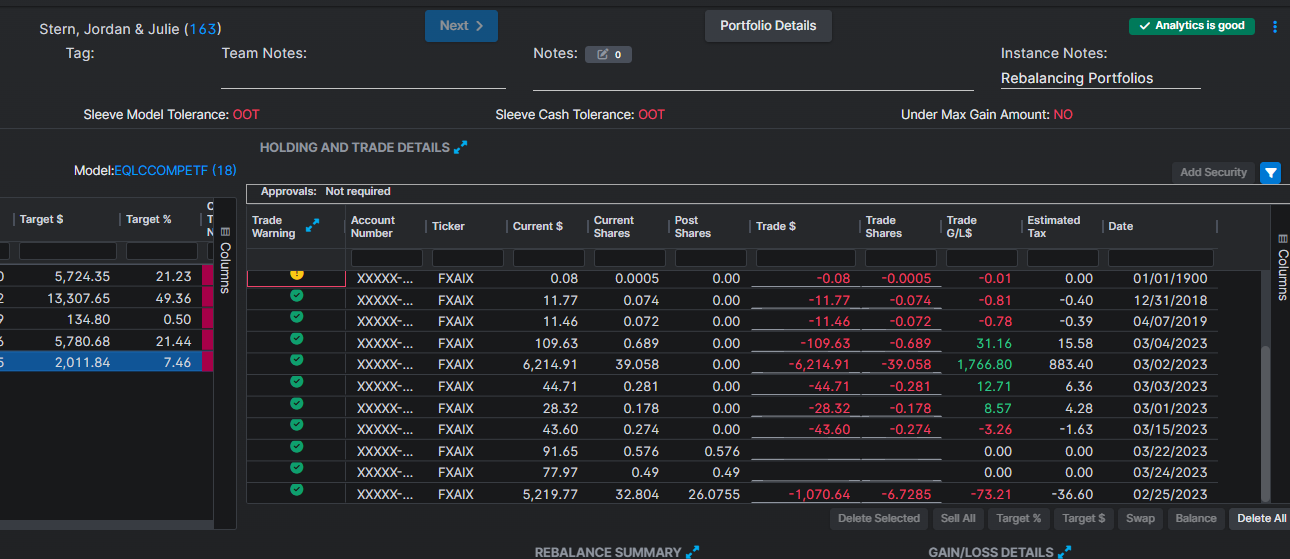 Stern, Jordan & Julie (163) Next > Portfolio Details Analytics is good
Tag: Team Notes: Notes: 0 Instance Notes:
Rebalancing Portfolios
Sleeve Model Tolerance: OOT Sleeve Cash Tolerance: OOT Under Max Gain Amount: NO
HOLDING AND TRADE DETAILS
Model:EQLCCOMPETF (18)
Add Security
Approvals: Not required
Target $ Target %
Columns
5,724.35 21.23
13,307.65 49.36
134.80 0.50
5,780.68 21.44
2,011.84 7.46
Trade Warning Account Number Ticker Current $ Current Shares Post Shares Trade $ Trade Shares Trade G/L$ Estimated Tax Date
XXXXX-... FXAIX 0.08 0.0005 0.00 -0.08 -0.0005 -0.01 0.00 01/01/1900
XXXXX-... FXAIX 11.77 0.074 0.00 -11.77 -0.074 -0.81 -0.40 12/31/2018
XXXXX-... FXAIX 11.46 0.072 0.00 -11.46 -0.072 -0.78 -0.39 04/07/2019
XXXXX-... FXAIX 109.63 0.689 0.00 -109.63 -0.689 31.16 15.58 03/04/2023
XXXXX-... FXAIX 6,214.91 39.058 0.00 -6,214.91 -39.058 1,766.80 883.40 03/02/2023
XXXXX-... FXAIX 44.71 0.281 0.00 -44.71 -0.281 12.71 6.36 03/03/2023
XXXXX-... FXAIX 28.32 0.178 0.00 -28.32 -0.178 8.57 4.28 03/01/2023
XXXXX-... FXAIX 43.60 0.274 0.00 -43.60 -0.274 -3.26 -1.63 03/15/2023
XXXXX-... FXAIX 91.65 0.576 0.576 0.00 0.00 03/22/2023
XXXXX-... FXAIX 77.97 0.49 0.49 0.00 0.00 03/24/2023
XXXXX-... FXAIX 5,219.77 32.804 26.0755 -1,070.64 -6.7285 -73.21 -36.60 02/25/2023
Columns
Delete Selected Sell All Target % Target $ Swap Balance Delete All
REBALANCE SUMMARY GAIN/LOSS DETAILS